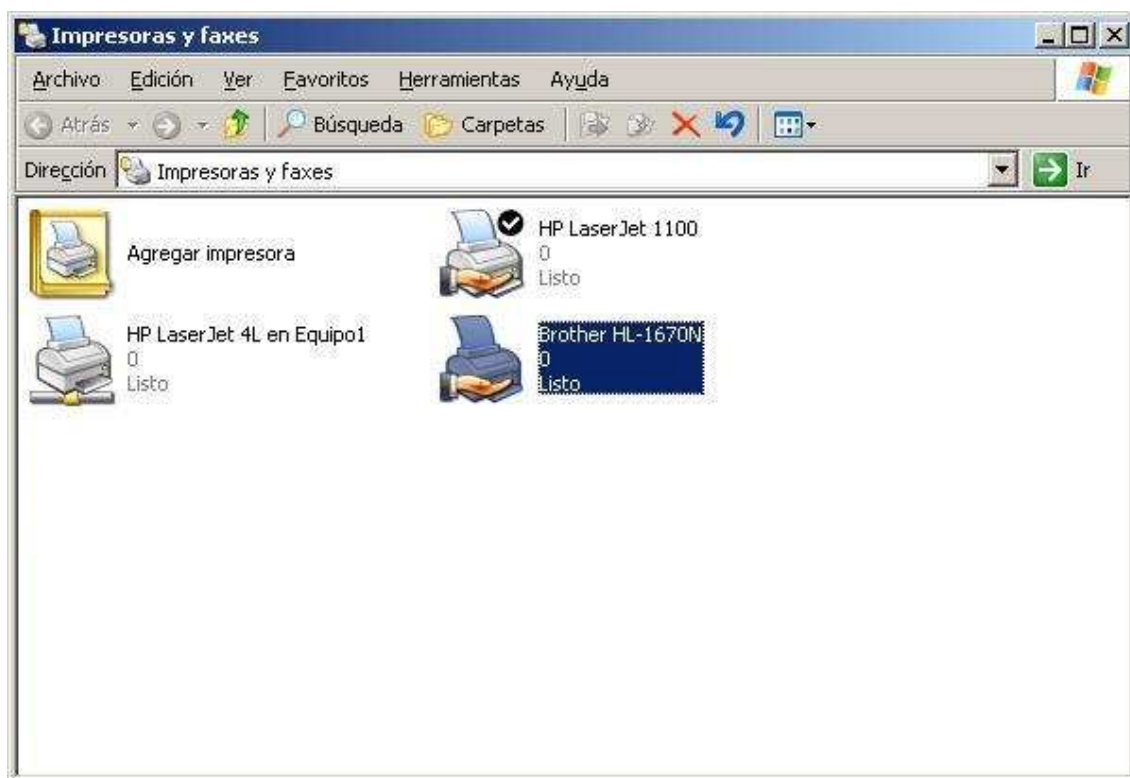 Impresoras y faxes
Archivo Edición Ver Favoritos Herramientas Ayuda
Atrás Búsqueda Carpetas
Dirección Impresoras y faxes Ir
Agregar impresora
HP LaserJet 1100
0
Listo
HP LaserJet 4L en Equipo1
0
Listo
Brother HL-1670N
0
Listo